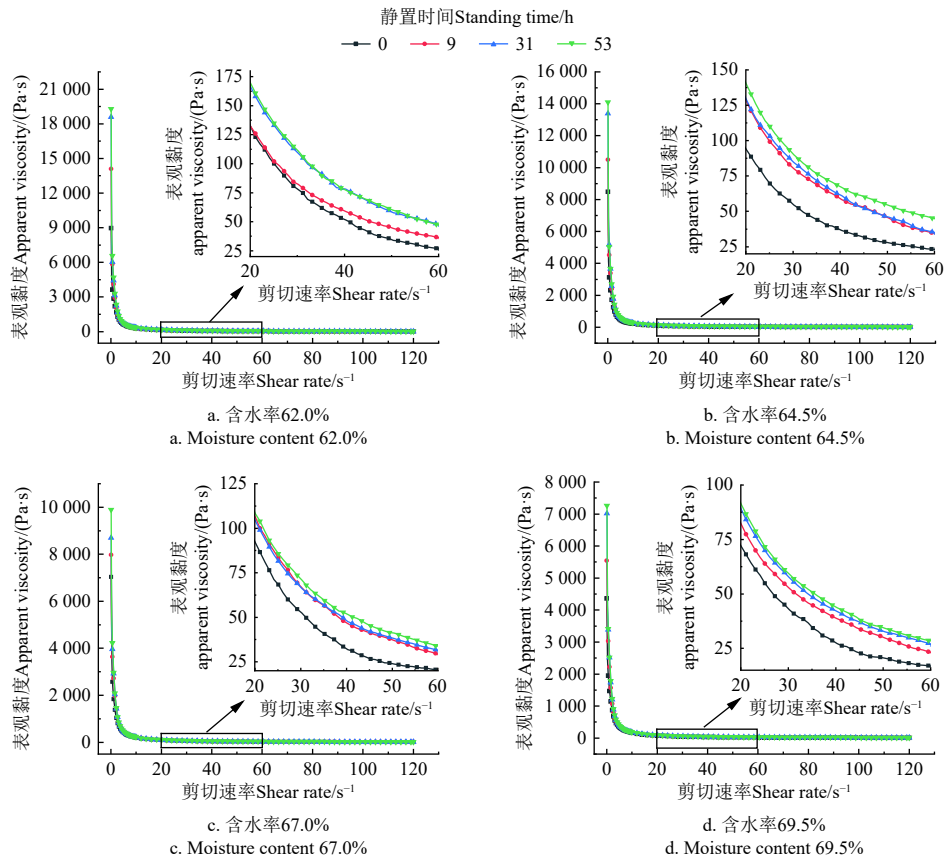 静置时间Standing time/h
0 9 31 53
21 000
18 000
15 000
12 000
9 000
6 000
3 000
0
表观黏度Apparent viscosity/(Pa·s)
0 20 40 60 80 100 120
剪切速率Shear rate/s⁻¹
175
150
125
100
75
50
25
表观黏度
apparent viscosity/(Pa·s)
20 30 40 60
剪切速率Shear rate/s⁻¹
a. 含水率62.0%
a. Moisture content 62.0%
16 000
14 000
12 000
10 000
8 000
6 000
4 000
2 000
0
表观黏度Apparent viscosity/(Pa·s)
0 20 40 60 80 100 120
剪切速率Shear rate/s⁻¹
150
125
100
75
50
25
表观黏度
apparent viscosity/(Pa·s)
20 30 40 50 60
剪切速率Shear rate/s⁻¹
b. 含水率64.5%
b. Moisture content 64.5%
10 000
8 000
6 000
4 000
2 000
0
表观黏度Apparent viscosity/(Pa·s)
0 20 40 60 80 100 120
剪切速率Shear rate/s⁻¹
125
100
75
50
25
表观黏度
apparent viscosity/(Pa·s)
20 30 40 50 60
剪切速率Shear rate/s⁻¹
c. 含水率67.0%
c. Moisture content 67.0%
8 000
7 000
6 000
5 000
4 000
3 000
2 000
1 000
0
表观黏度Apparent viscosity/(Pa·s)
0 20 40 60 80 100 120
剪切速率Shear rate/s⁻¹
100
75
50
25
表观黏度
apparent viscosity/(Pa·s)
20 30 40 50 60
剪切速率Shear rate/s⁻¹
d. 含水率69.5%
d. Moisture content 69.5%